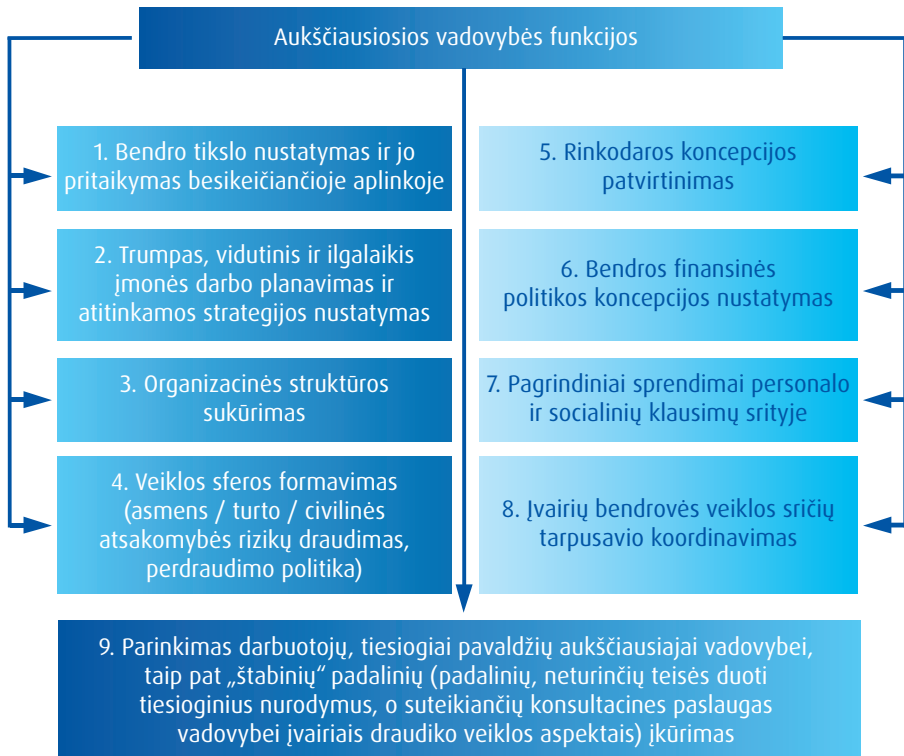 Aukščiausiosios vadovybės funkcijos
1. Bendro tikslo nustatymas ir jo
pritaikymas besikeičiančioje aplinkoje
2. Trumpas, vidutinis ir ilgalaikis
įmonės darbo planavimas ir
atitinkamos strategijos nustatymas
3. Organizacinės struktūros
sukūrimas
4. Veiklos sferos formavimas
(asmens / turto / civilinės
atsakomybės rizikų draudimas,
perdraudimo politika)
5. Rinkodaros koncepcijos
patvirtinimas
6. Bendros finansinės
politikos koncepcijos nustatymas
7. Pagrindiniai sprendimai personalo
ir socialinių klausimų srityje
8. Įvairių bendrovės veiklos sričių
tarpusavio koordinavimas
9. Parinkimas darbuotojų, tiesiogiai pavaldžių aukščiausiajai vadovybei,
taip pat „štabinių“ padalinių (padalinių, neturinčių teisės duoti
tiesioginius nurodymus, o suteikiančių konsultacines paslaugas
vadovybei įvairiais draudiko veiklos aspektais) įkūrimas